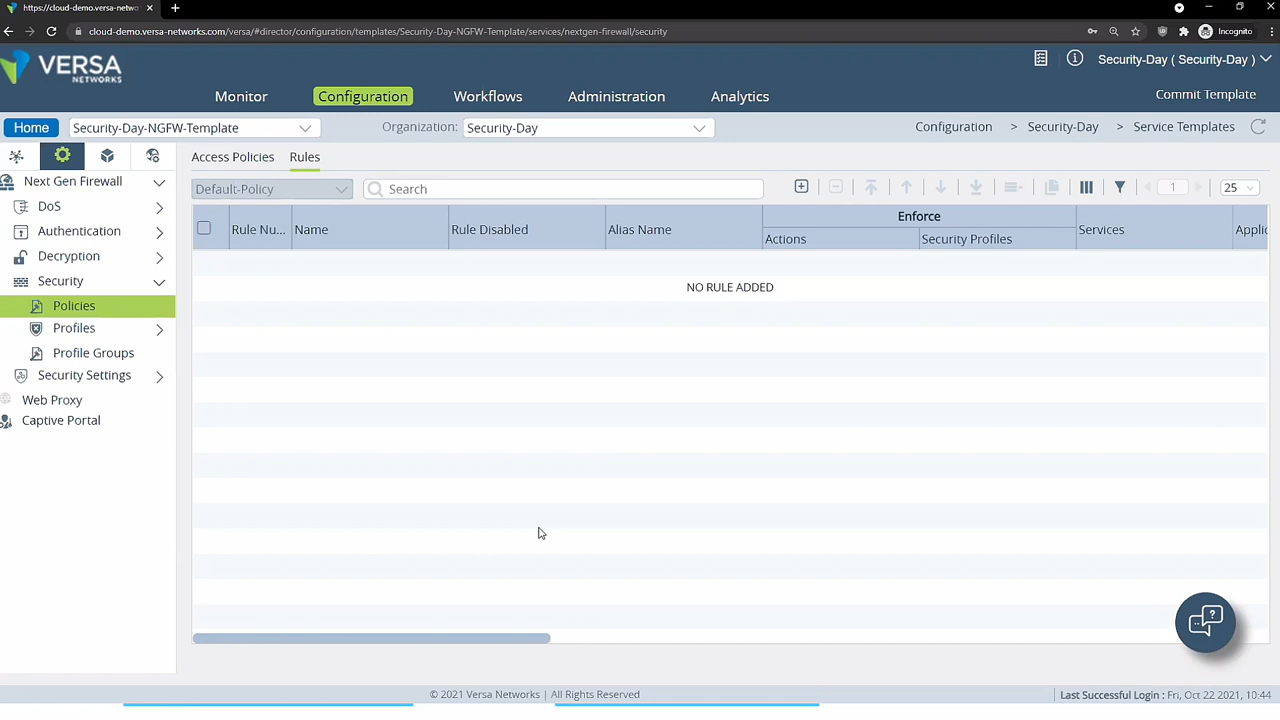 https://cloud-demo.versa-netwo
cloud-demo.versa-networks.com/versa/#director/configuration/templates/Security-Day-NGFW-Template/services/nextgen-firewall/security
Incognito
VERSA
NETWORKS
Security-Day ( Security-Day )
Monitor
Configuration
Workflows
Administration
Analytics
Commit Template
Home
Security-Day-NGFW-Template
Organization:
Security-Day
Configuration > Security-Day > Service Templates
Next Gen Firewall
DoS
Authentication
Decryption
Security
Policies
Profiles
Profile Groups
Security Settings
Web Proxy
Captive Portal
Access Policies
Rules
Default-Policy
Search
1
25
Rule Nu...
Name
Rule Disabled
Alias Name
Enforce
Actions
Security Profiles
Services
Applic
NO RULE ADDED
© 2021 Versa Networks | All Rights Reserved
Last Successful Login : Fri, Oct 22 2021, 10:44